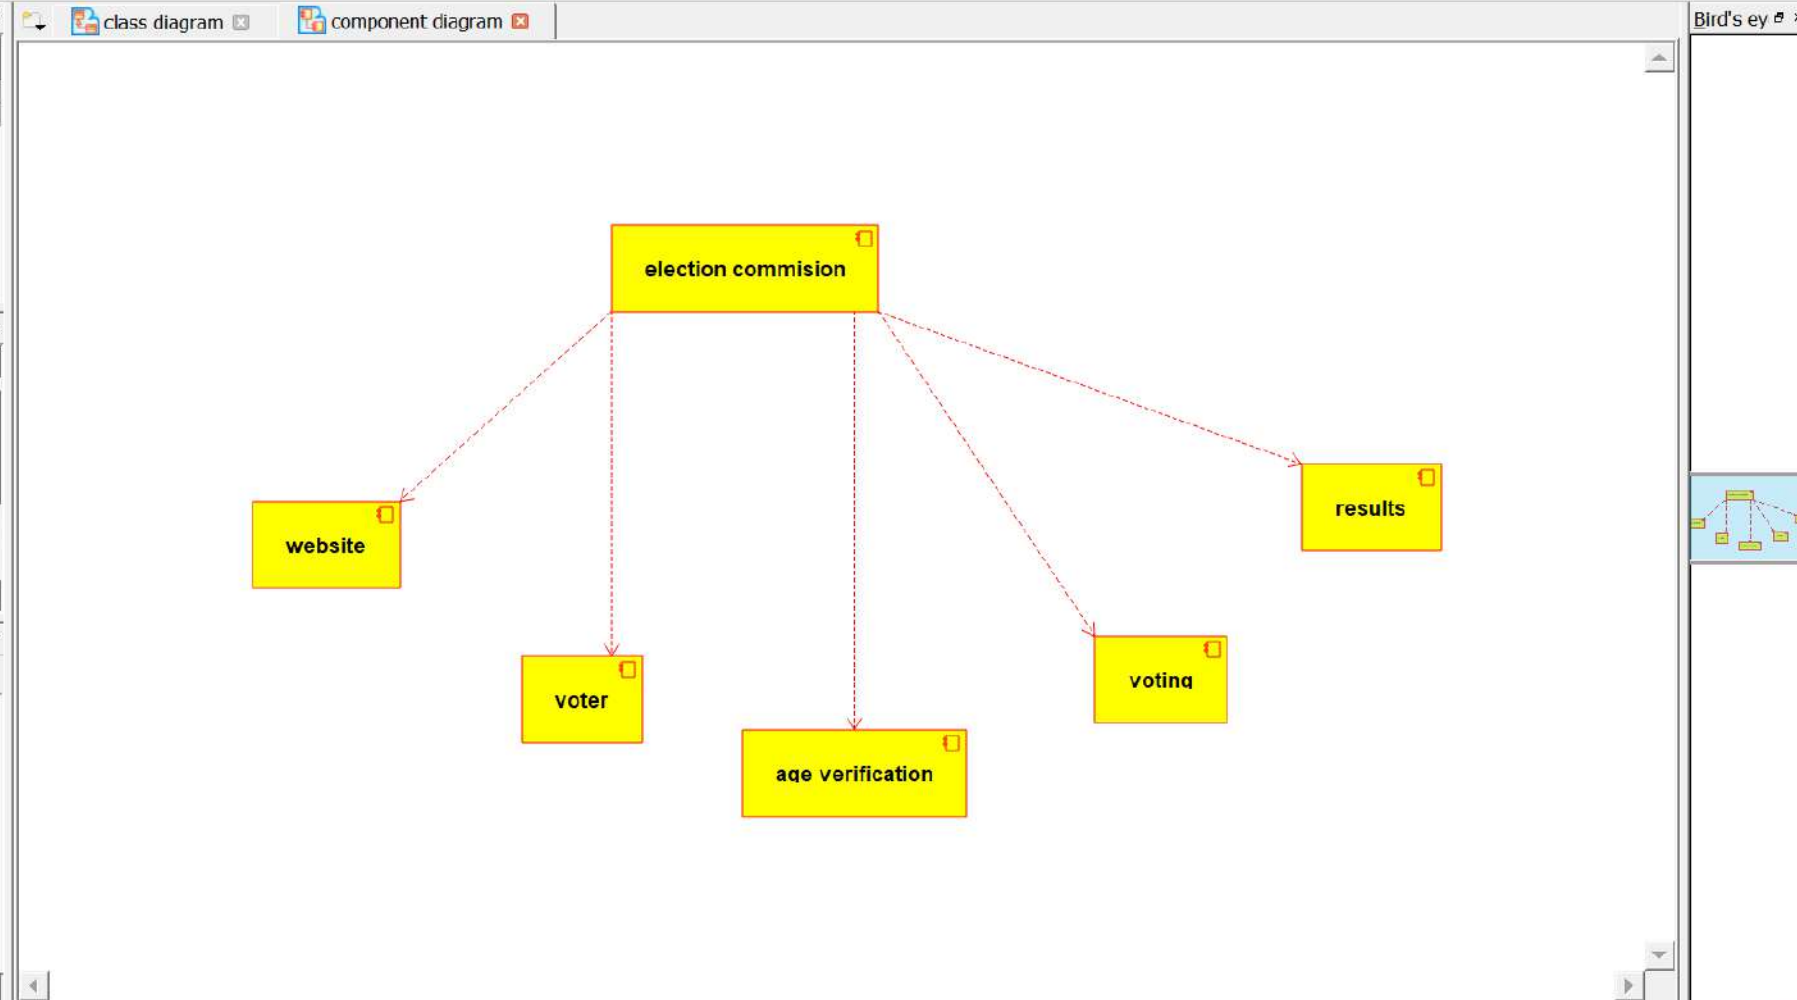 class diagram
component diagram
Bird's ey
election commision
results
website
voting
voter
age verification